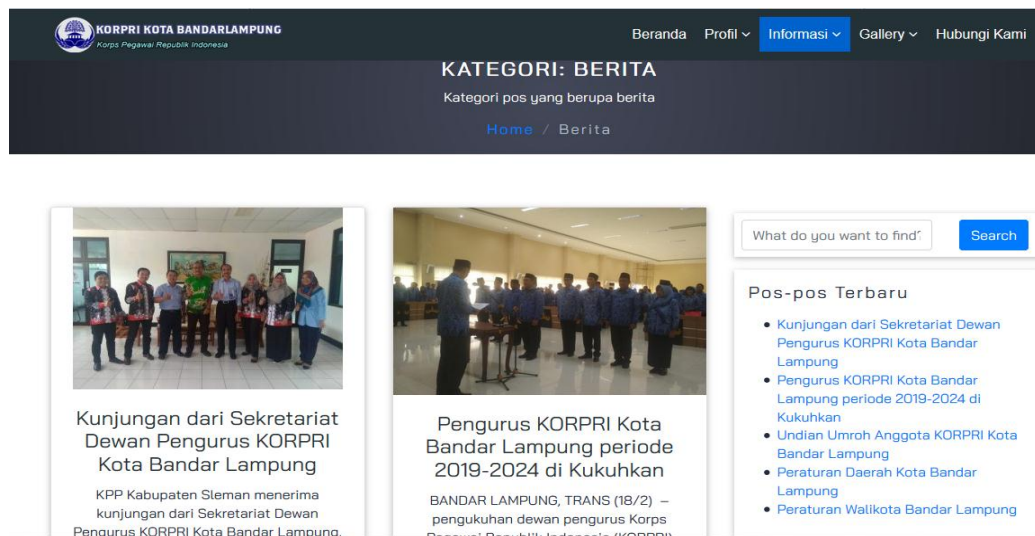 KORPRI KOTA BANDARLAMPUNG
Korps Pegawai Republik Indonesia
Beranda Profil Informasi Gallery Hubungi Kami
KATEGORI: BERITA
Kategori pos yang berupa berita
Home / Berita
Kunjungan dari Sekretariat
Dewan Pengurus KORPRI
Kota Bandar Lampung
KPP Kabupaten Sleman menerima
kunjungan dari Sekretariat Dewan
Pengurus KORPRI Kota Bandar Lampung,
Pengurus KORPRI Kota
Bandar Lampung periode
2019-2024 di Kukuhkan
BANDAR LAMPUNG, TRANS (18/2) –
pengukuhan dewan pengurus Korps
Pegawai Republik Indonesia (KORPRI)
What do you want to find? Search
Pos-pos Terbaru
Kunjungan dari Sekretariat Dewan
Pengurus KORPRI Kota Bandar
Lampung
Pengurus KORPRI Kota Bandar
Lampung periode 2019-2024 di
Kukuhkan
Undian Umroh Anggota KORPRI Kota
Bandar Lampung
Peraturan Daerah Kota Bandar
Lampung
Peraturan Walikota Bandar Lampung